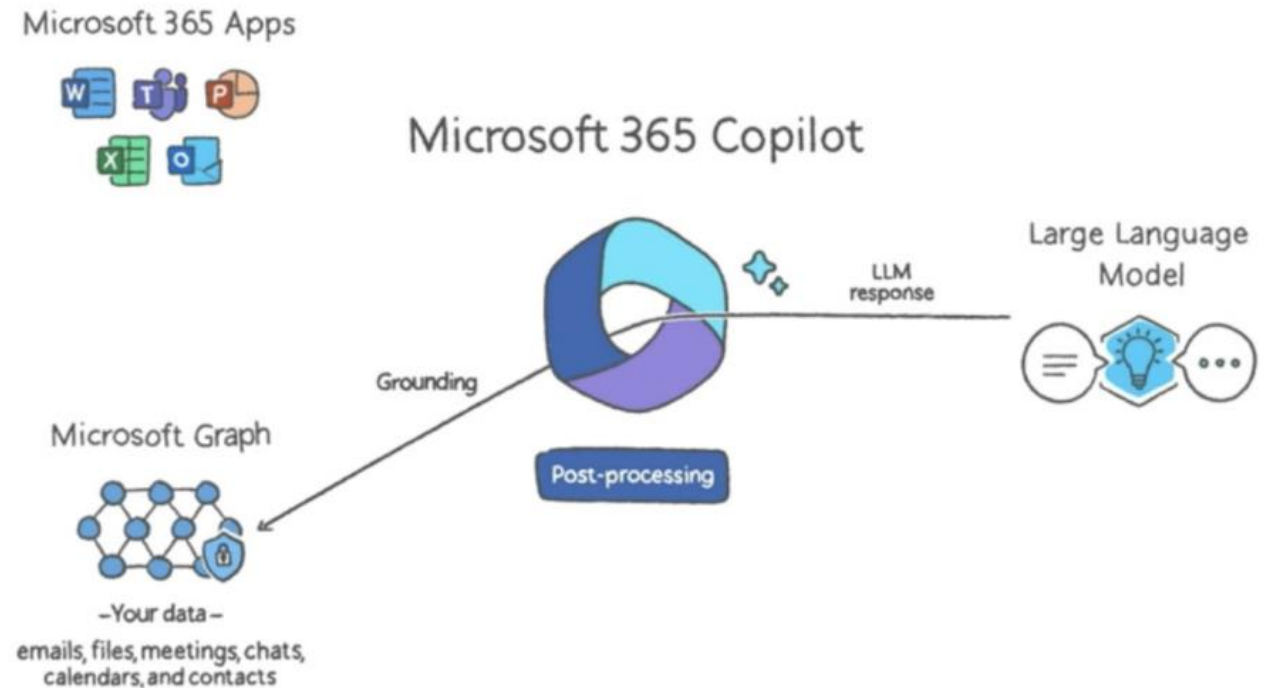 Microsoft 365 Apps
W
T
P
X
O
Microsoft 365 Copilot
Large Language
Model
LLM
response
Grounding
Microsoft Graph
Post-processing
-Your data-
emails, files, meetings, chats,
calendars, and contacts